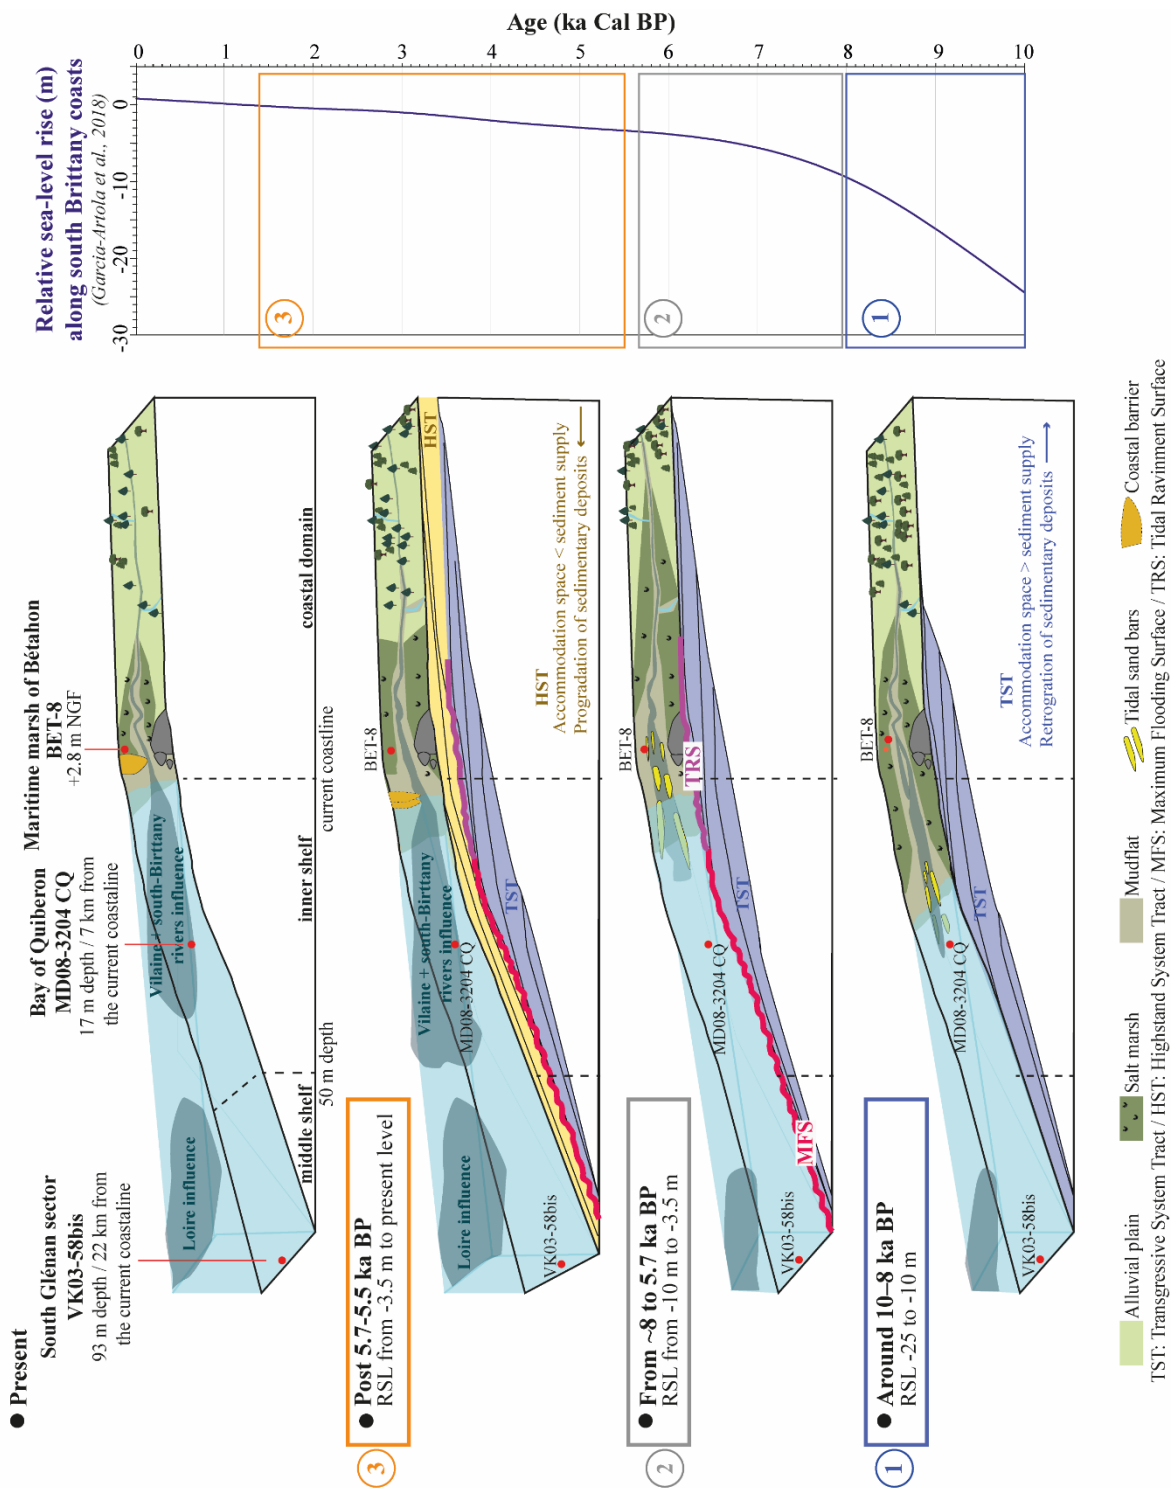 ● Present
South Glénan sector
VK03-58bis
93 m depth / 22 km from
the current coastaline
Bay of Quiberon
MD08-3204 CQ
17 m depth / 7 km from
the current coastaline
Maritime marsh of Bétahon
BET-8
+2.8 m NGF
Loire influence
Vilaine + south-Birttany
rivers influence
middle shelf
inner shelf
coastal domain
50 m depth
current coastline
3
● Post 5.7-5.5 ka BP
RSL from -3.5 m to present level
Loire influence
Vilaine + south-Birttany
rivers influence
VK03-58bis
MD08-3204 CQ
BET-8
TST
HST
HST
Accommodation space < sediment supply
Progradation of sedimentary deposits
2
● From ~8 to 5.7 ka BP
RSL from -10 m to -3.5 m
VK03-58bis
MD08-3204 CQ
BET-8
MFS
TRS
TST
1
● Around 10–8 ka BP
RSL -25 to -10 m
VK03-58bis
MD08-3204 CQ
BET-8
TST
TST
Accommodation space > sediment supply
Retrogration of sedimentary deposits
Alluvial plain
Salt marsh
Mudflat
Tidal sand bars
Coastal barrier
TST: Transgressive System Tract / HST: Highstand System Tract / MFS: Maximum Flooding Surface / TRS: Tidal Ravinment Surface
Relative sea-level rise (m)
along south Brittany coasts
(Garcia-Artola et al., 2018)
-30
-20
-10
0
Age (ka Cal BP)
0
1
2
3
4
5
6
7
8
9
10
3
2
1